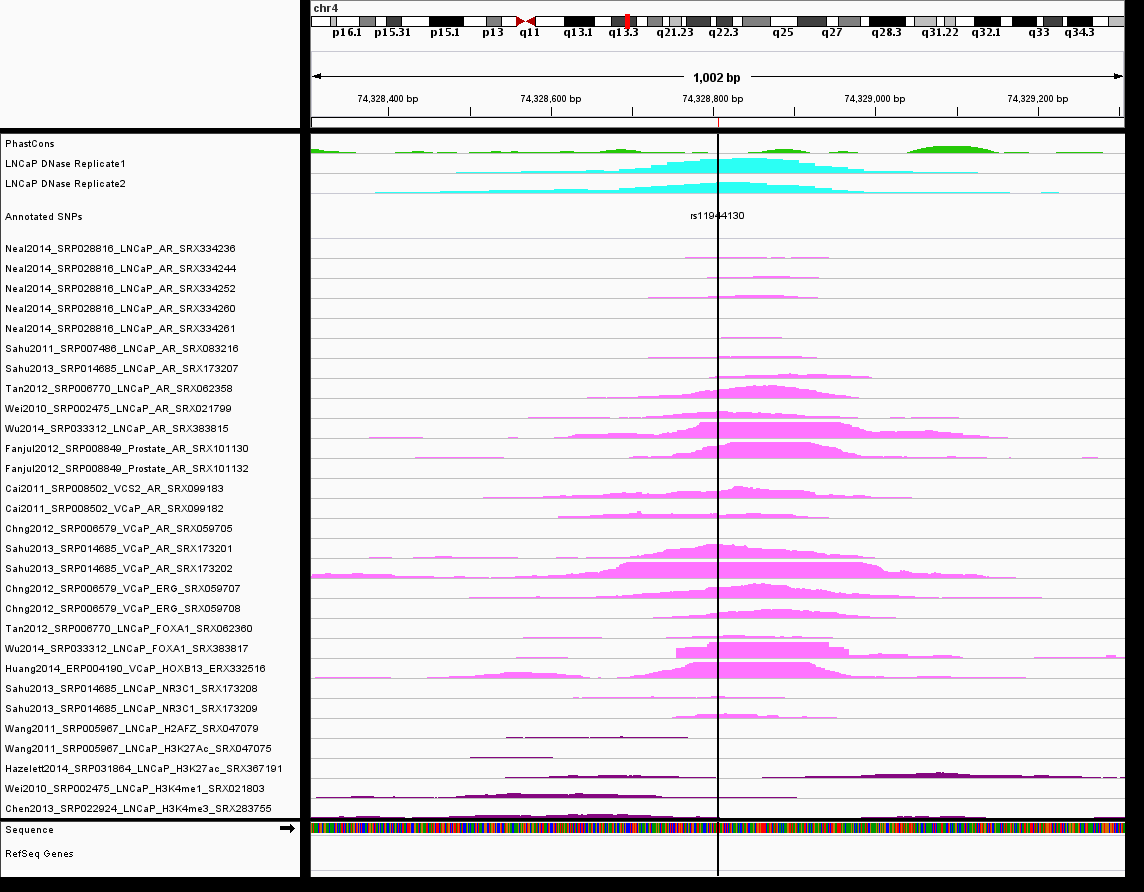 chr4
p16.1 p15.31 p15.1 p13 q11 q13.1 q13.3 q21.23 q22.3 q25 q27 q28.3 q31.22 q32.1 q33 q34.3
1,002 bp
74,328,400 bp 74,328,600 bp 74,328,800 bp 74,329,000 bp 74,329,200 bp
PhastCons
LNCaP DNase Replicate1
LNCaP DNase Replicate2
Annotated SNPs rs11944130
Neal2014_SRP028816_LNCaP_AR_SRX334236
Neal2014_SRP028816_LNCaP_AR_SRX334244
Neal2014_SRP028816_LNCaP_AR_SRX334252
Neal2014_SRP028816_LNCaP_AR_SRX334260
Neal2014_SRP028816_LNCaP_AR_SRX334261
Sahu2011_SRP007486_LNCaP_AR_SRX083216
Sahu2013_SRP014685_LNCaP_AR_SRX173207
Tan2012_SRP006770_LNCaP_AR_SRX062358
Wei2010_SRP002475_LNCaP_AR_SRX021799
Wu2014_SRP033312_LNCaP_AR_SRX383815
Fanjul2012_SRP008849_Prostate_AR_SRX101130
Fanjul2012_SRP008849_Prostate_AR_SRX101132
Cai2011_SRP008502_VCS2_AR_SRX099183
Cai2011_SRP008502_VCaP_AR_SRX099182
Chng2012_SRP006579_VCaP_AR_SRX059705
Sahu2013_SRP014685_VCaP_AR_SRX173201
Sahu2013_SRP014685_VCaP_AR_SRX173202
Chng2012_SRP006579_VCaP_ERG_SRX059707
Chng2012_SRP006579_VCaP_ERG_SRX059708
Tan2012_SRP006770_LNCaP_FOXA1_SRX062360
Wu2014_SRP033312_LNCaP_FOXA1_SRX383817
Huang2014_ERP004190_VCaP_HOXB13_ERX332516
Sahu2013_SRP014685_LNCaP_NR3C1_SRX173208
Sahu2013_SRP014685_LNCaP_NR3C1_SRX173209
Wang2011_SRP005967_LNCaP_H2AFZ_SRX047079
Wang2011_SRP005967_LNCaP_H3K27Ac_SRX047075
Hazelett2014_SRP031864_LNCaP_H3K27ac_SRX367191
Wei2010_SRP002475_LNCaP_H3K4me1_SRX021803
Chen2013_SRP022924_LNCaP_H3K4me3_SRX283755
Sequence
RefSeq Genes